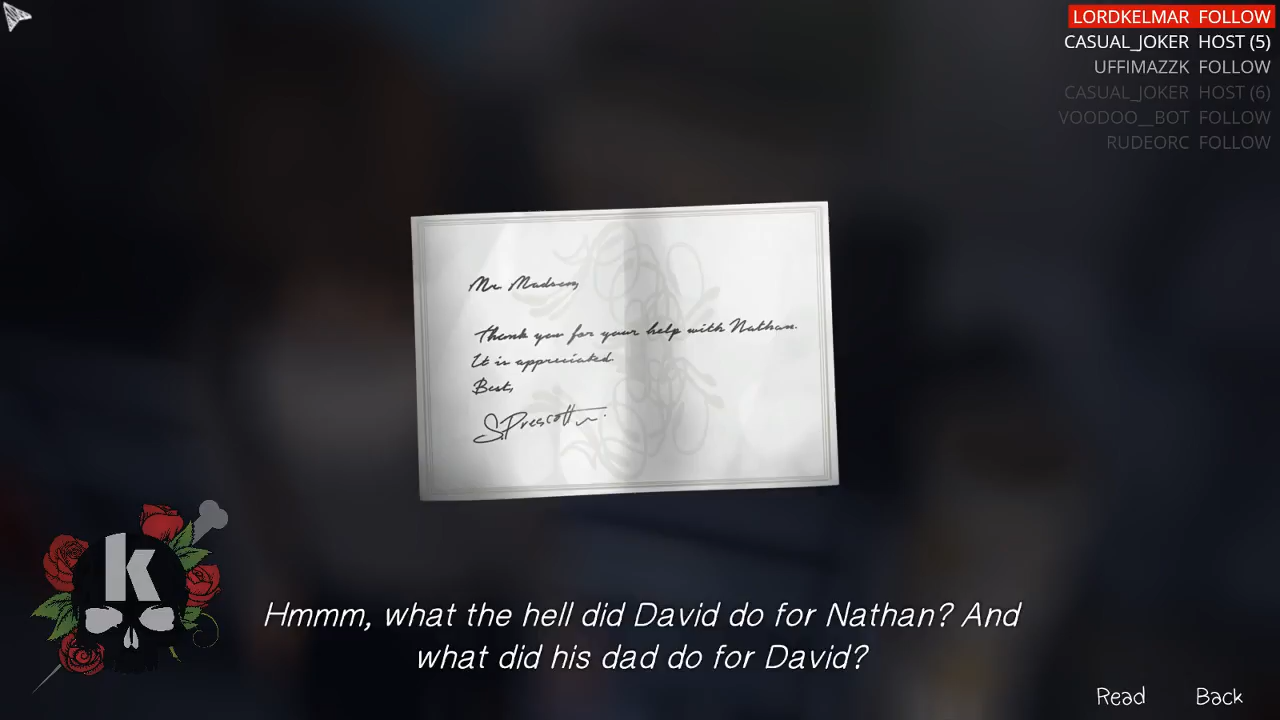 LORDKELMAR FOLLOW
CASUAL_JOKER HOST (5)
UFFIMAZZK FOLLOW
CASUAL_JOKER HOST (6)
VOODOO__BOT FOLLOW
RUDEORC FOLLOW
Mr. Madsen,
Thank you for your help with Nathan.
It is appreciated.
Best,
S.Prescott
k
Hmmm, what the hell did David do for Nathan? And
what did his dad do for David?
Read Back